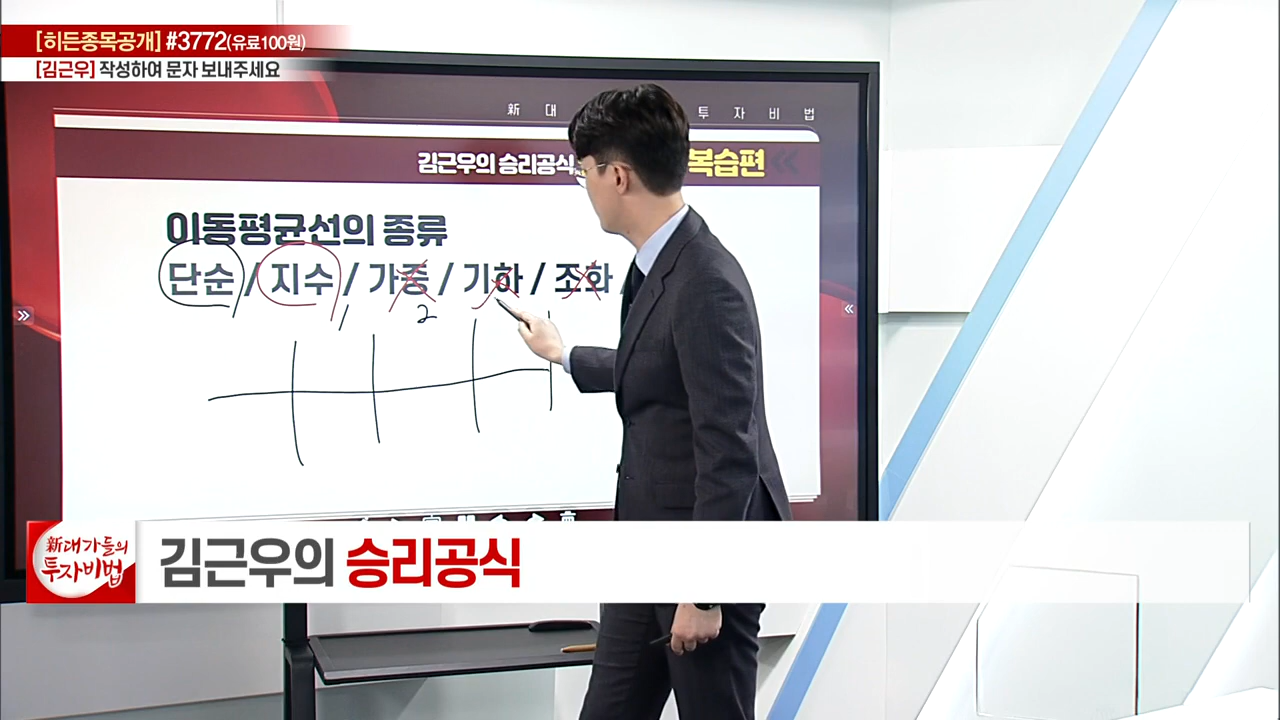 [히든종목공개] #3772(유료100원)
[김근우] 작성하여 문자 보내주세요
新 대 투 자 비 법
김근우의 승리공식 복습편
이동평균선의 종류
단순 / 지수 / 가중 / 기하 / 조화 /
1 2
新대가들의
투자비법
김근우의 승리공식